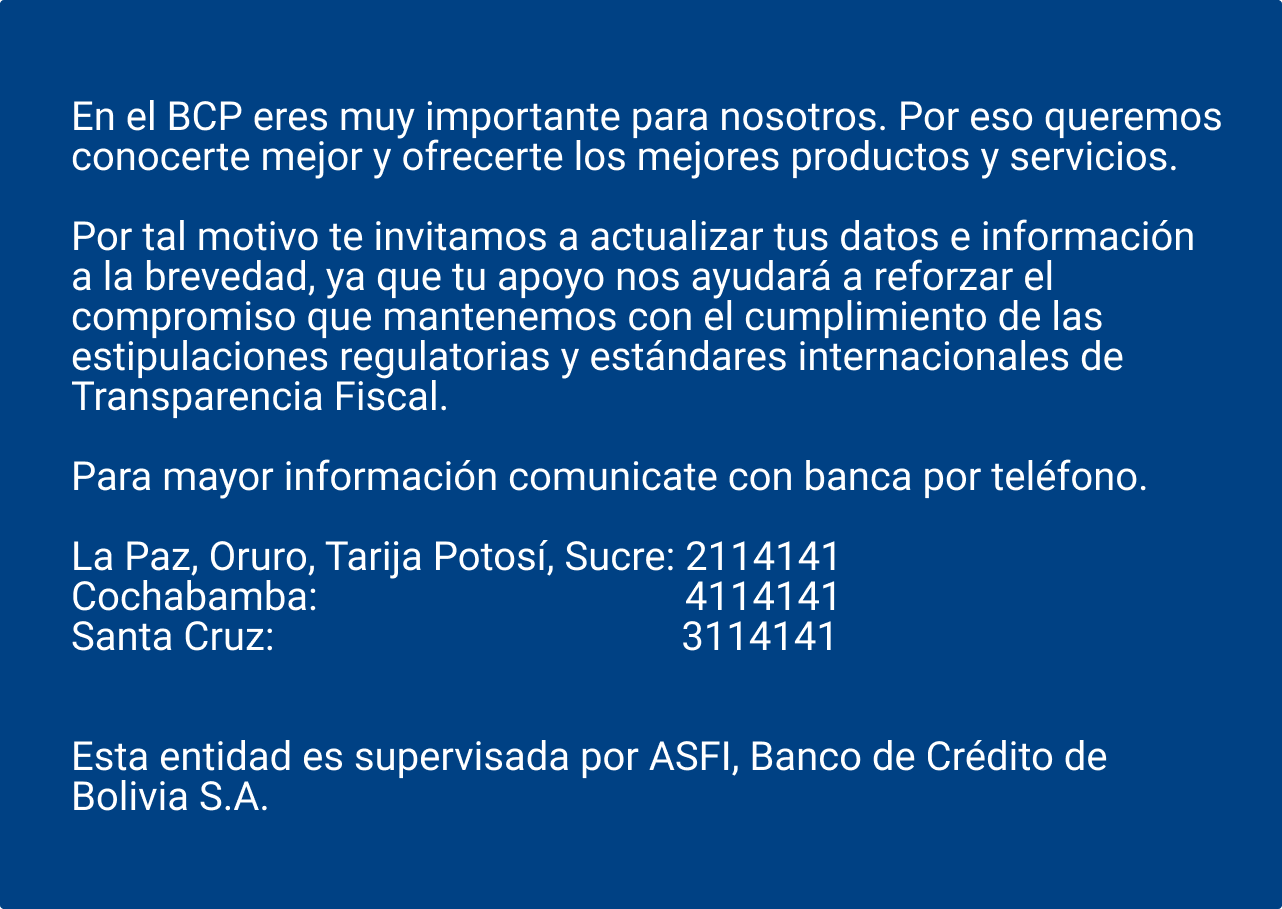 En el BCP eres muy importante para nosotros. Por eso queremos
conocerte mejor y ofrecerte los mejores productos y servicios.
Por tal motivo te invitamos a actualizar tus datos e información
a la brevedad, ya que tu apoyo nos ayudará a reforzar el
compromiso que mantenemos con el cumplimiento de las
estipulaciones regulatorias y estándares internacionales de
Transparencia Fiscal.
Para mayor información comunicate con banca por teléfono.
La Paz, Oruro, Tarija Potosí, Sucre: 2114141
Cochabamba: 4114141
Santa Cruz: 3114141
Esta entidad es supervisada por ASFI, Banco de Crédito de
Bolivia S.A.